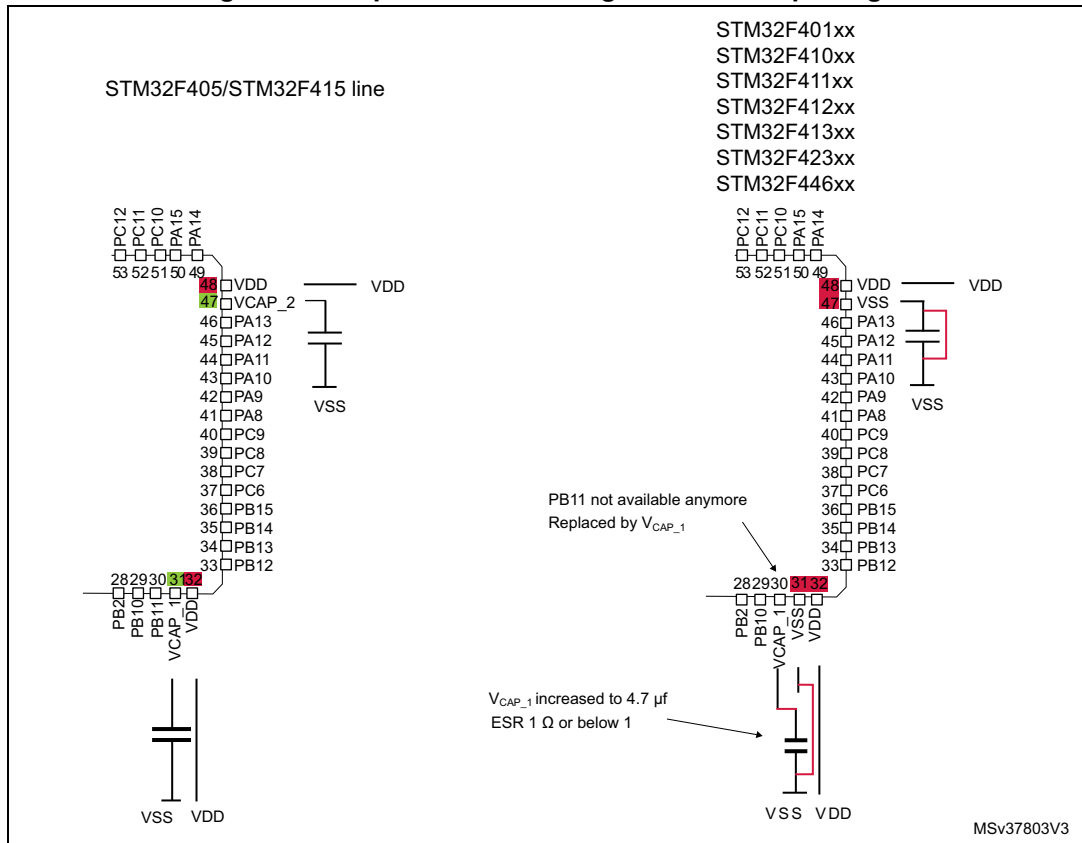 STM32F405/STM32F415 line
PC12
PC11
PC10
PA15
PA14
53 52 51 50 49
48 VDD
VDD
47 VCAP_2
46 PA13
45 PA12
44 PA11
43 PA10
42 PA9
41 PA8
40 PC9
39 PC8
38 PC7
37 PC6
36 PB15
35 PB14
34 PB13
33 PB12
VSS
28 29 30 31 32
PB2
PB10
PB11
VCAP_1
VDD
VSS VDD
STM32F401xx
STM32F410xx
STM32F411xx
STM32F412xx
STM32F413xx
STM32F423xx
STM32F446xx
PC12
PC11
PC10
PA15
PA14
53 52 51 50 49
48 VDD
VDD
47 VSS
46 PA13
45 PA12
44 PA11
43 PA10
42 PA9
41 PA8
40 PC9
39 PC8
38 PC7
37 PC6
36 PB15
35 PB14
34 PB13
33 PB12
VSS
PB11 not available anymore
Replaced by VCAP_1
28 29 30 31 32
PB2
PB10
VCAP_1
VSS
VDD
VCAP_1 increased to 4.7 µf
ESR 1 Ω or below 1
VSS VDD
MSv37803V3